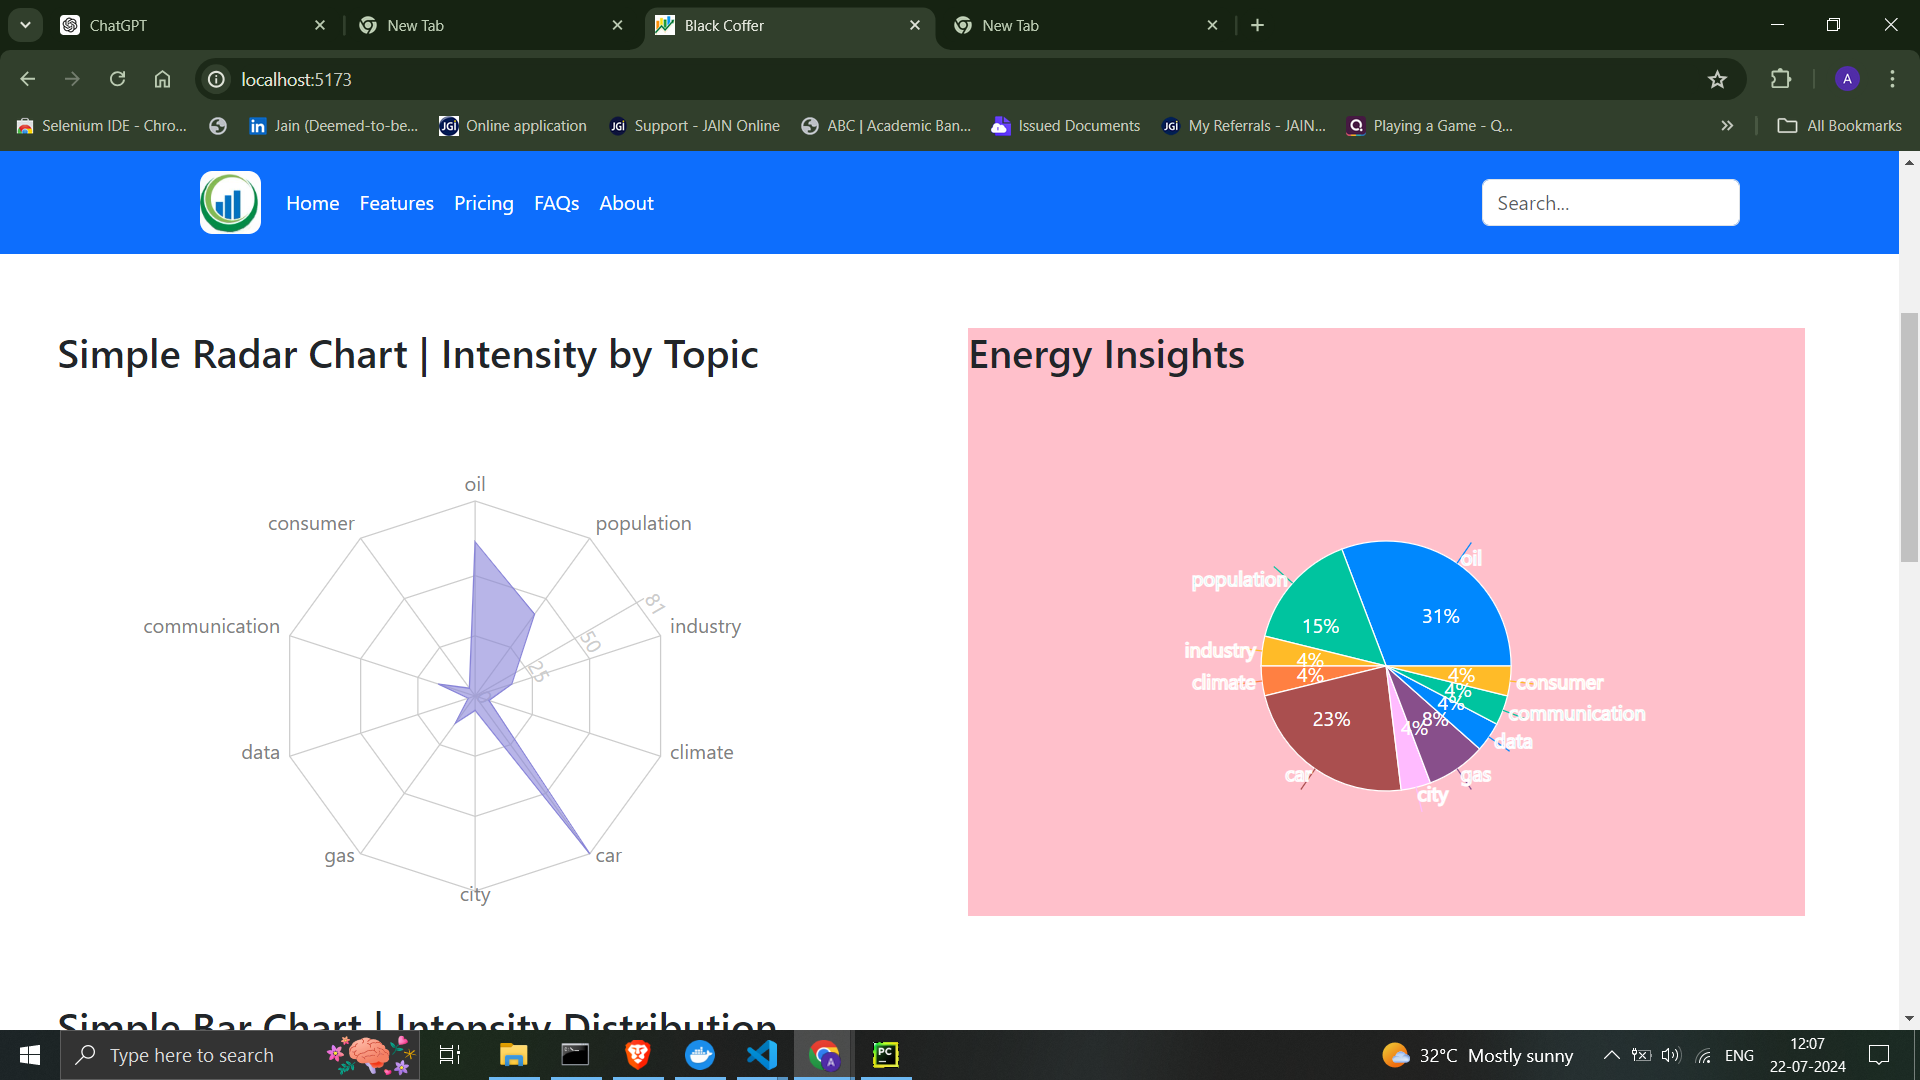 ChatGPT
New Tab
Black Coffer
New Tab
localhost:5173
A
Selenium IDE - Chro...
Jain (Deemed-to-be...
Online application
Support - JAIN Online
ABC | Academic Ban...
Issued Documents
My Referrals - JAIN...
Playing a Game - Q...
All Bookmarks
Home
Features
Pricing
FAQs
About
Search...
Simple Radar Chart | Intensity by Topic
oil
population
industry
climate
car
city
gas
data
communication
consumer
25
50
81
Energy Insights
oil
population
industry
climate
car
city
gas
data
communication
consumer
31%
15%
4%
4%
23%
4%
8%
4%
4%
4%
Simple Bar Chart | Intensity Distribution
Type here to search
32°C Mostly sunny
ENG
12:07
22-07-2024